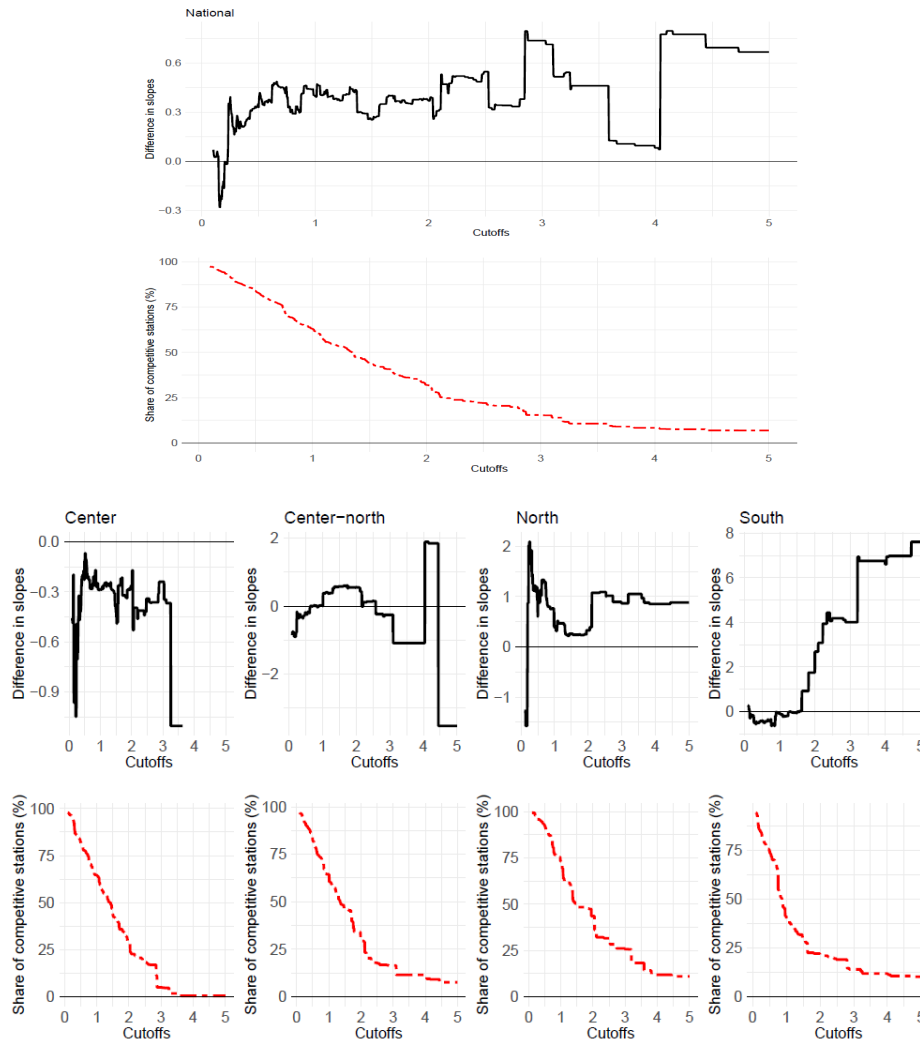 National
Difference in slopes
0.6
0.3
0.0
−0.3
0 1 2 3 4 5
Cutoffs
Share of competitive stations (%)
100
75
50
25
0
0 1 2 3 4 5
Cutoffs
Center Center−north North South
Difference in slopes
0.0
−0.3
−0.6
−0.9
0 1 2 3 4 5
Cutoffs
Difference in slopes
2
0
−2
0 1 2 3 4 5
Cutoffs
Difference in slopes
2
1
0
−1
0 1 2 3 4 5
Cutoffs
Difference in slopes
8
6
4
2
0
0 1 2 3 4 5
Cutoffs
Share of competitive stations (%)
100
75
50
25
0
0 1 2 3 4 5
Cutoffs
Share of competitive stations (%)
100
75
50
25
0
0 1 2 3 4 5
Cutoffs
Share of competitive stations (%)
100
75
50
25
0
0 1 2 3 4 5
Cutoffs
Share of competitive stations (%)
75
50
25
0
0 1 2 3 4 5
Cutoffs